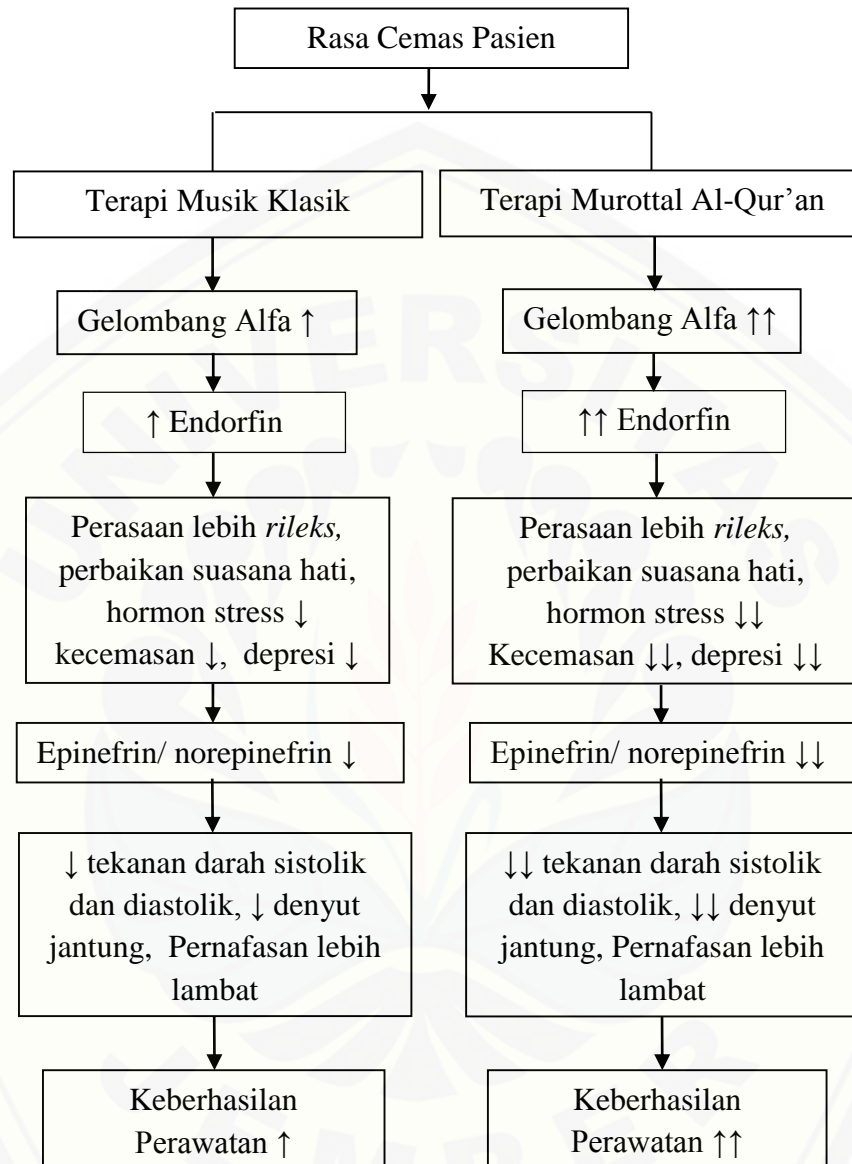 Rasa Cemas Pasien
Terapi Musik Klasik
Terapi Murottal Al-Qur’an
Gelombang Alfa ↑
Gelombang Alfa ↑↑
↑ Endorfin
↑↑ Endorfin
Perasaan lebih rileks,
perbaikan suasana hati,
hormon stress ↓
kecemasan ↓, depresi ↓
Perasaan lebih rileks,
perbaikan suasana hati,
hormon stress ↓↓
Kecemasan ↓↓, depresi ↓↓
Epinefrin/ norepinefrin ↓
Epinefrin/ norepinefrin ↓↓
↓ tekanan darah sistolik
dan diastolik, ↓ denyut
jantung, Pernafasan lebih
lambat
↓↓ tekanan darah sistolik
dan diastolik, ↓↓ denyut
jantung, Pernafasan lebih
lambat
Keberhasilan
Perawatan ↑
Keberhasilan
Perawatan ↑↑
UNIVERSITAS
JEMBER